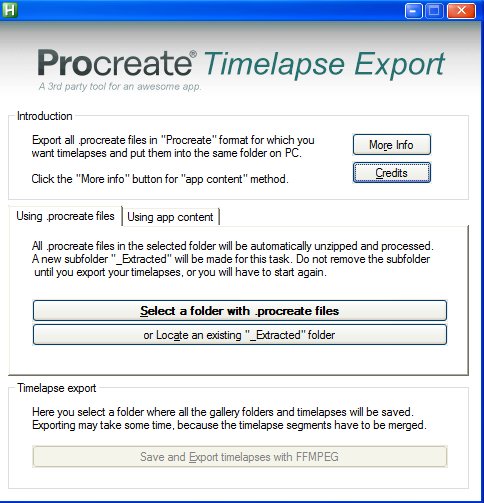 H
Procreate® Timelapse Export
A 3rd party tool for an awesome app.
Introduction
Export all .procreate files in "Procreate" format for which you
want timelapses and put them into the same folder on PC.
Click the "More info" button for "app content" method.
More Info
Credits
Using .procreate files
Using app content
All .procreate files in the selected folder will be automatically unzipped and processed.
A new subfolder "_Extracted" will be made for this task. Do not remove the subfolder
until you export your timelapses, or you will have to start again.
Select a folder with .procreate files
or Locate an existing "_Extracted" folder
Timelapse export
Here you select a folder where all the gallery folders and timelapses will be saved.
Exporting may take some time, because the timelapse segments have to be merged.
Save and Export timelapses with FFMPEG